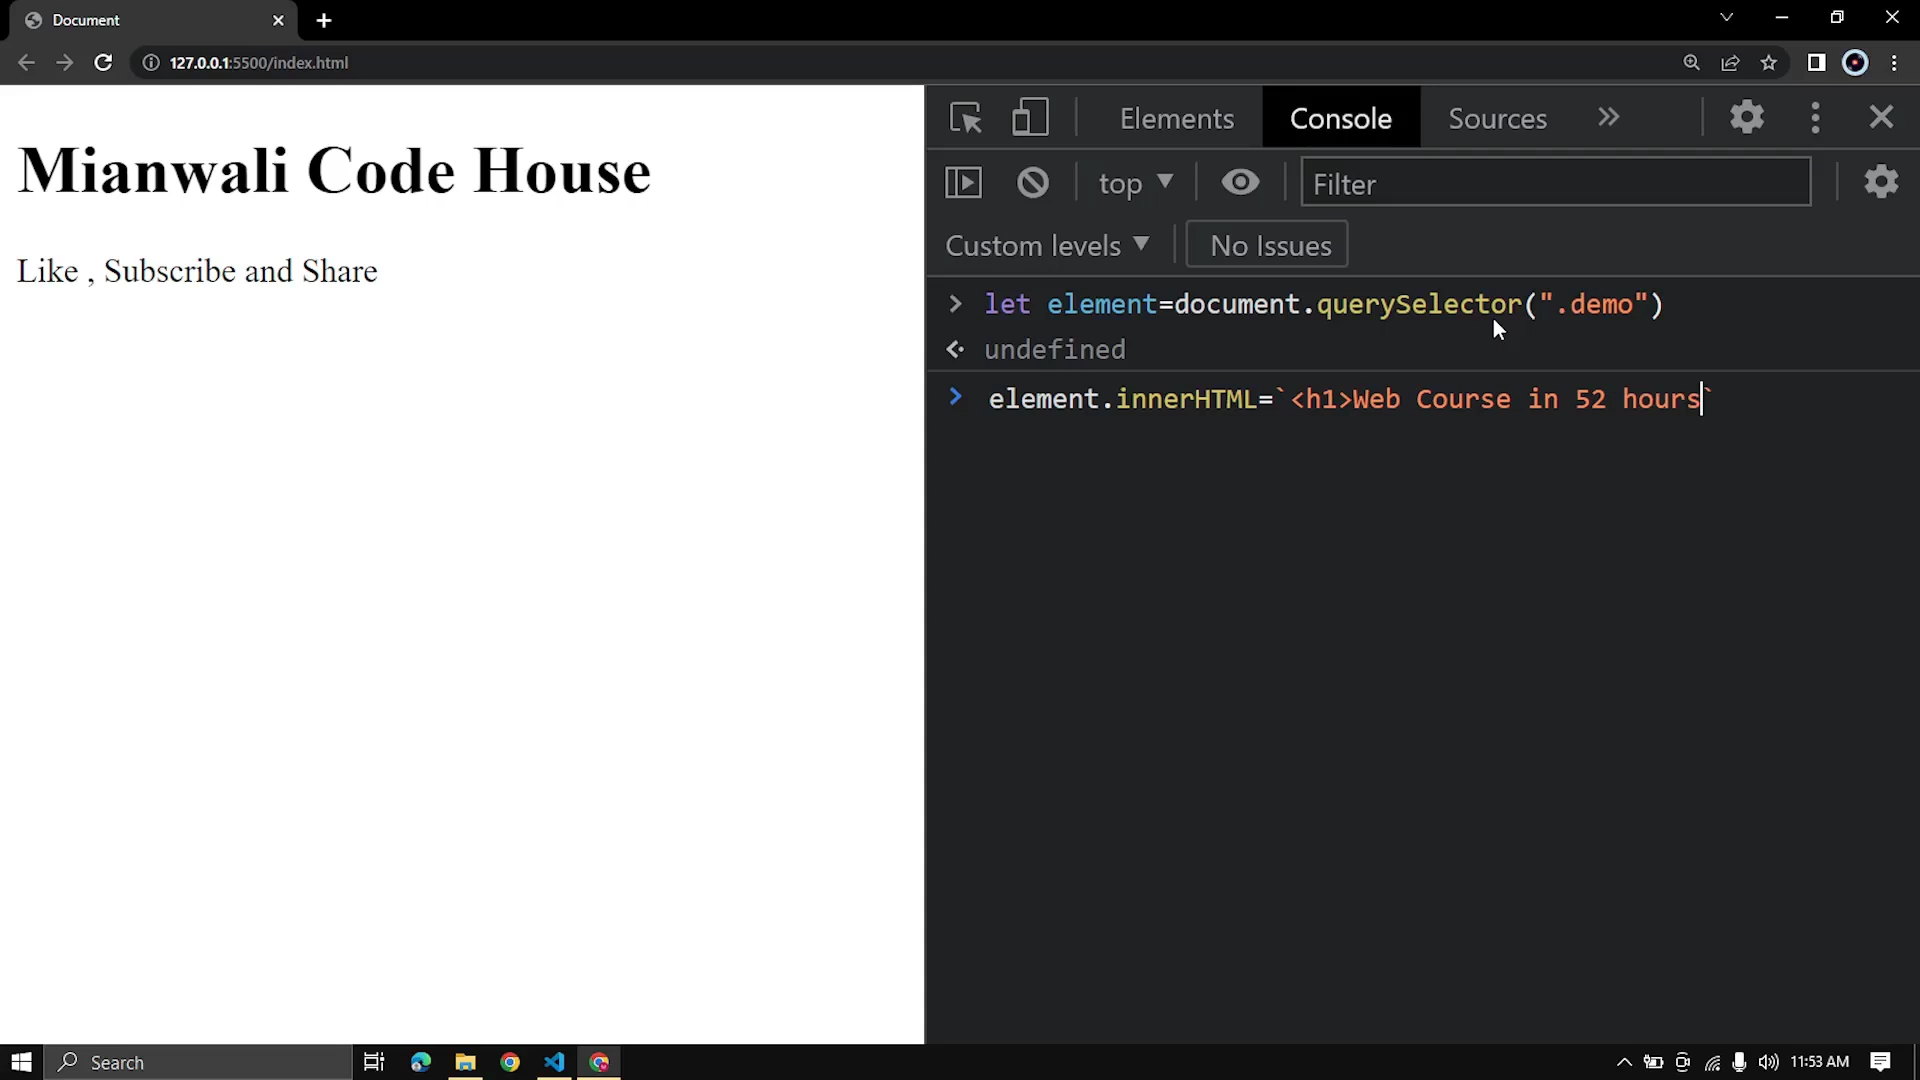 Document
127.0.0.1:5500/index.html
Mianwali Code House
Like , Subscribe and Share
Elements Console Sources
top Filter
Custom levels No Issues
let element=document.querySelector(".demo")
undefined
element.innerHTML=`<h1>Web Course in 52 hours`
Search
11:53 AM